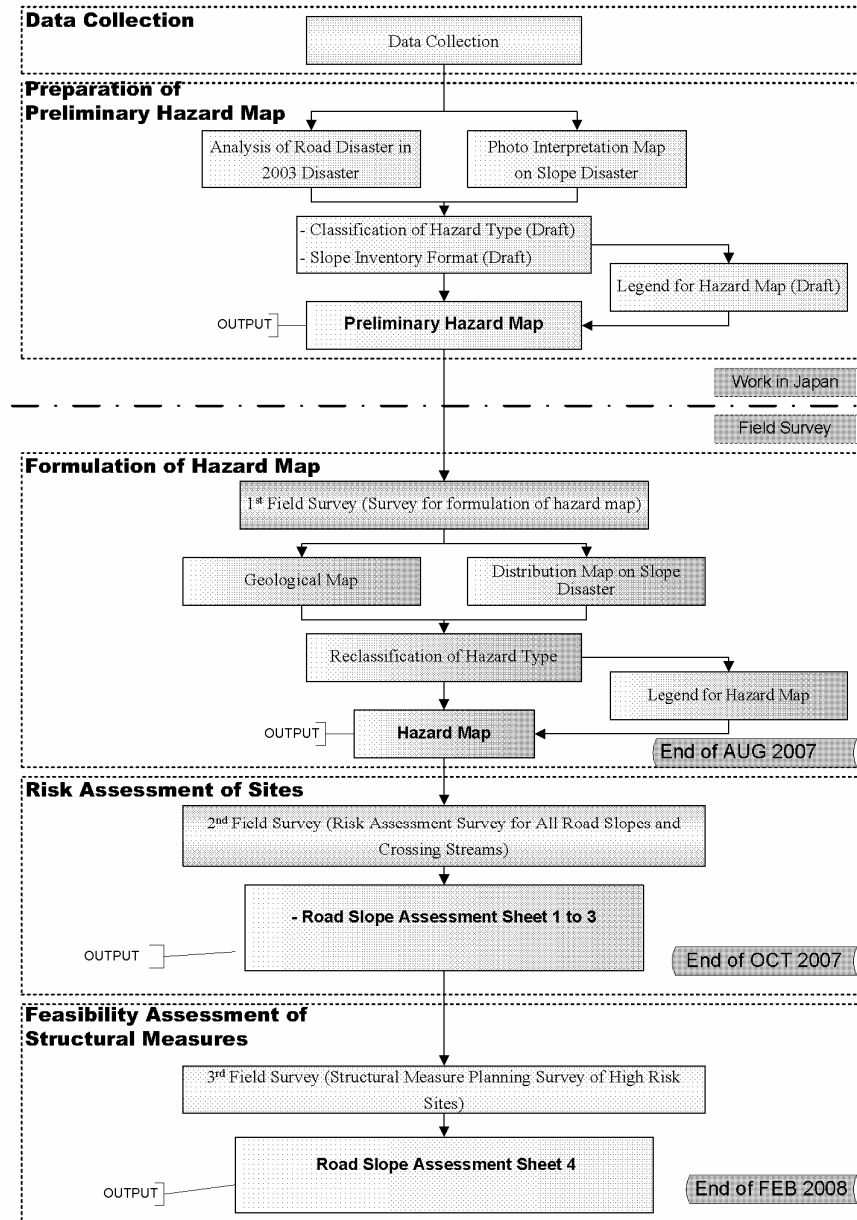 Data Collection
Data Collection
Preparation of
Preliminary Hazard Map
Analysis of Road Disaster in
2003 Disaster
Photo Interpretation Map
on Slope Disaster
- Classification of Hazard Type (Draft)
- Slope Inventory Format (Draft)
Legend for Hazard Map (Draft)
OUTPUT
Preliminary Hazard Map
Work in Japan
Field Survey
Formulation of Hazard Map
1st Field Survey (Survey for formulation of hazard map)
Geological Map
Distribution Map on Slope
Disaster
Reclassification of Hazard Type
Legend for Hazard Map
OUTPUT
Hazard Map
End of AUG 2007
Risk Assessment of Sites
2nd Field Survey (Risk Assessment Survey for All Road Slopes and
Crossing Streams)
- Road Slope Assessment Sheet 1 to 3
OUTPUT
End of OCT 2007
Feasibility Assessment of
Structural Measures
3rd Field Survey (Structural Measure Planning Survey of High Risk
Sites)
Road Slope Assessment Sheet 4
OUTPUT
End of FEB 2008